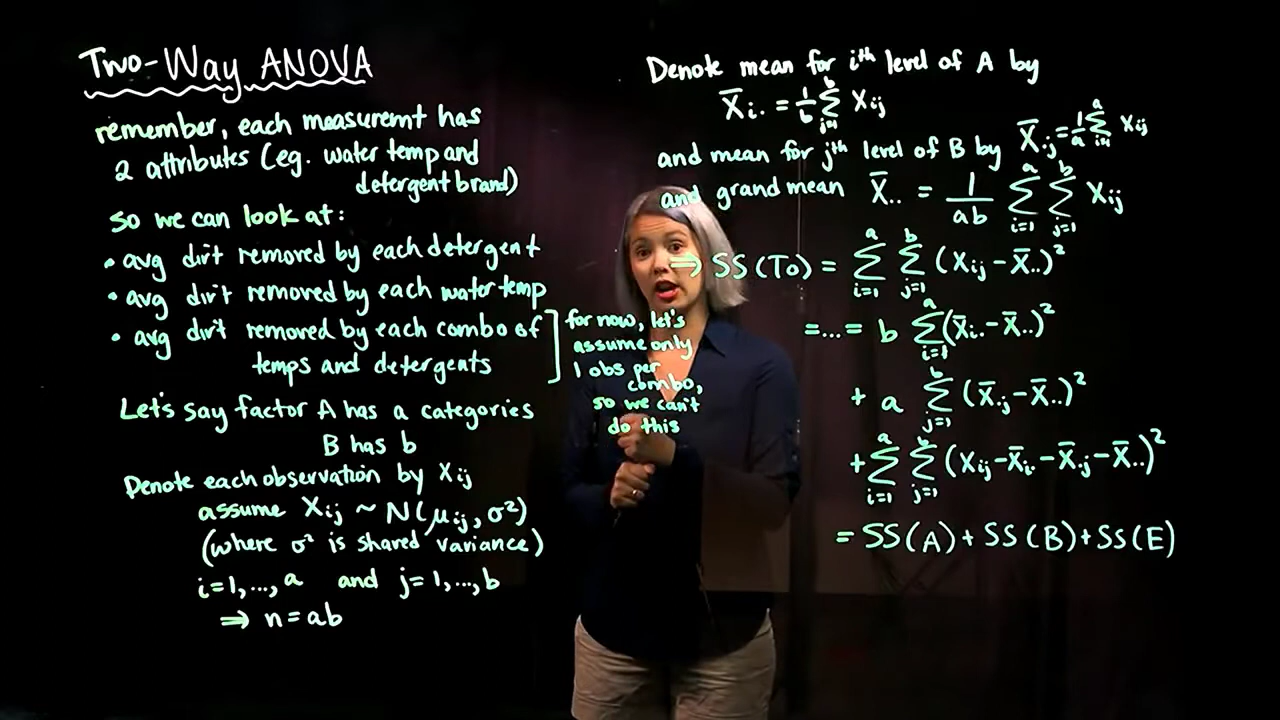 Two-Way ANOVA
remember, each measuremt has
2 attributes (eg. water temp and
detergent brand)
so we can look at:
• avg dirt removed by each detergent
• avg dirt removed by each water temp
• avg dirt removed by each combo of
temps and detergents
for now, let's
assume only
1 obs per
combo,
so we can't
do this
Let's say factor A has a categories
B has b
Denote each observation by Xij
assume Xij ~ N(μij, σ²)
(where σ² is shared variance)
i=1,...,a and j=1,...,b
⇒ n=ab
Denote mean for iᵗʰ level of A by
X̄i. = 1/b Σ_{j=1}^{b} Xij
and mean for jᵗʰ level of B by X̄.j = 1/a Σ_{i=1}^{a} Xij
and grand mean X̄.. = 1/ab Σ_{i=1}^{a} Σ_{j=1}^{b} Xij
⇒ SS(To) = Σ_{i=1}^{a} Σ_{j=1}^{b} (Xij - X̄..)²
=...= b Σ_{i=1}^{a} (X̄i. - X̄..)²
+ a Σ_{j=1}^{b} (X̄.j - X̄..)²
+ Σ_{i=1}^{a} Σ_{j=1}^{b} (Xij - X̄i. - X̄.j - X̄..)²
= SS(A) + SS(B) + SS(E)